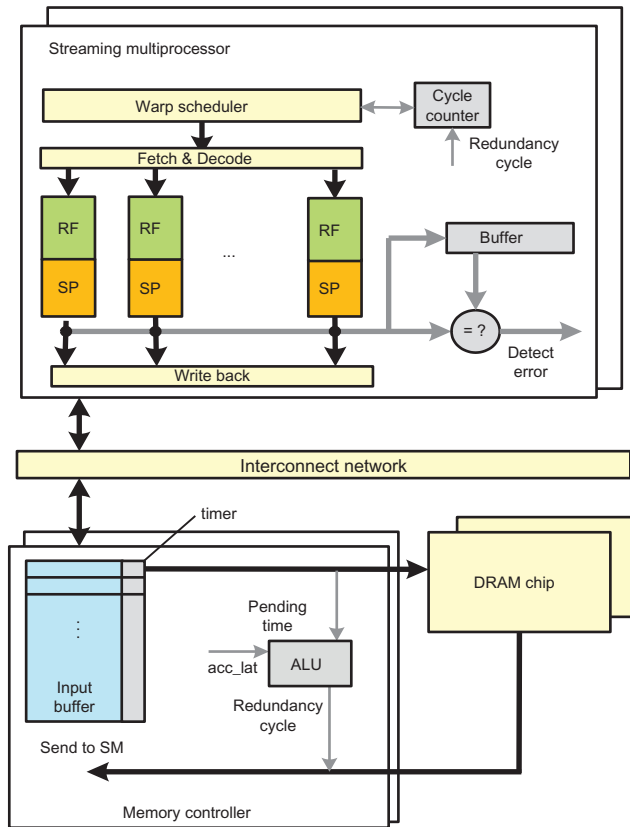 Streaming multiprocessor
Warp scheduler
Cycle
counter
Redundancy
cycle
Fetch & Decode
RF
RF
RF
...
SP
SP
SP
Buffer
= ?
Detect
error
Write back
Interconnect network
timer
DRAM chip
...
Pending
time
acc_lat
ALU
Input
buffer
Redundancy
cycle
Send to SM
Memory controller